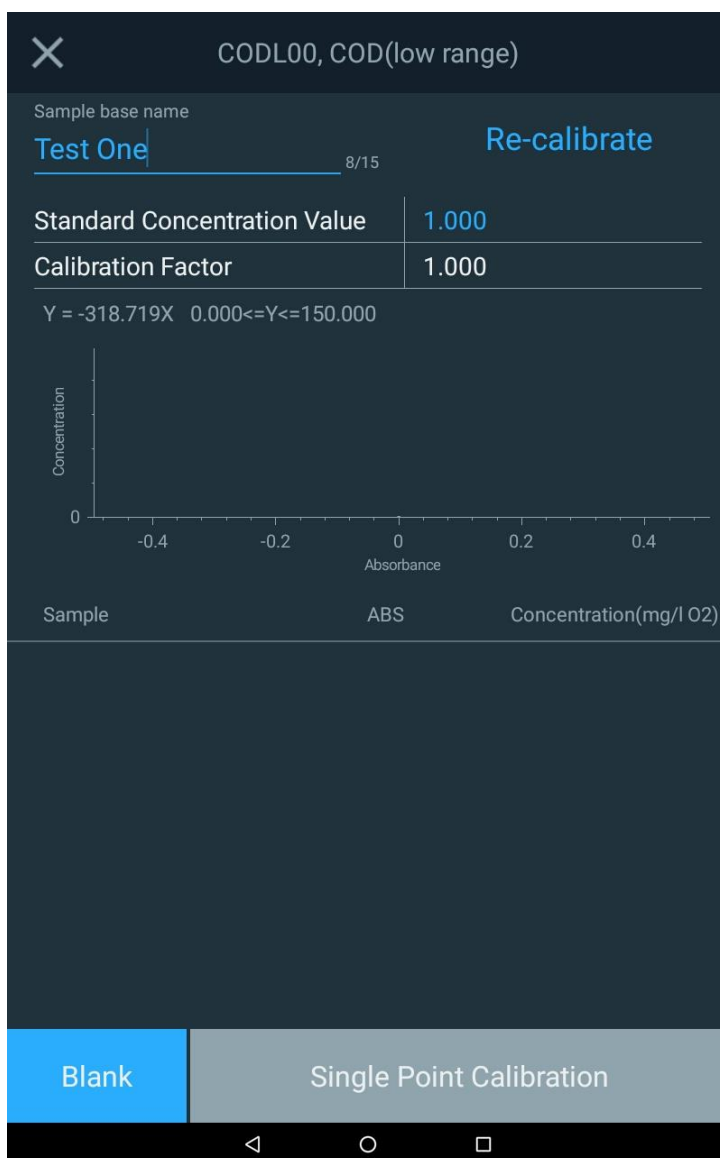 CODL00, COD(low range)
Sample base name
Test One
8/15
Re-calibrate
Standard Concentration Value 1.000
Calibration Factor 1.000
Y = -318.719X 0.000<=Y<=150.000
Concentration
0
-0.4 -0.2 0 0.2 0.4
Absorbance
Sample ABS Concentration(mg/l O2)
Blank Single Point Calibration